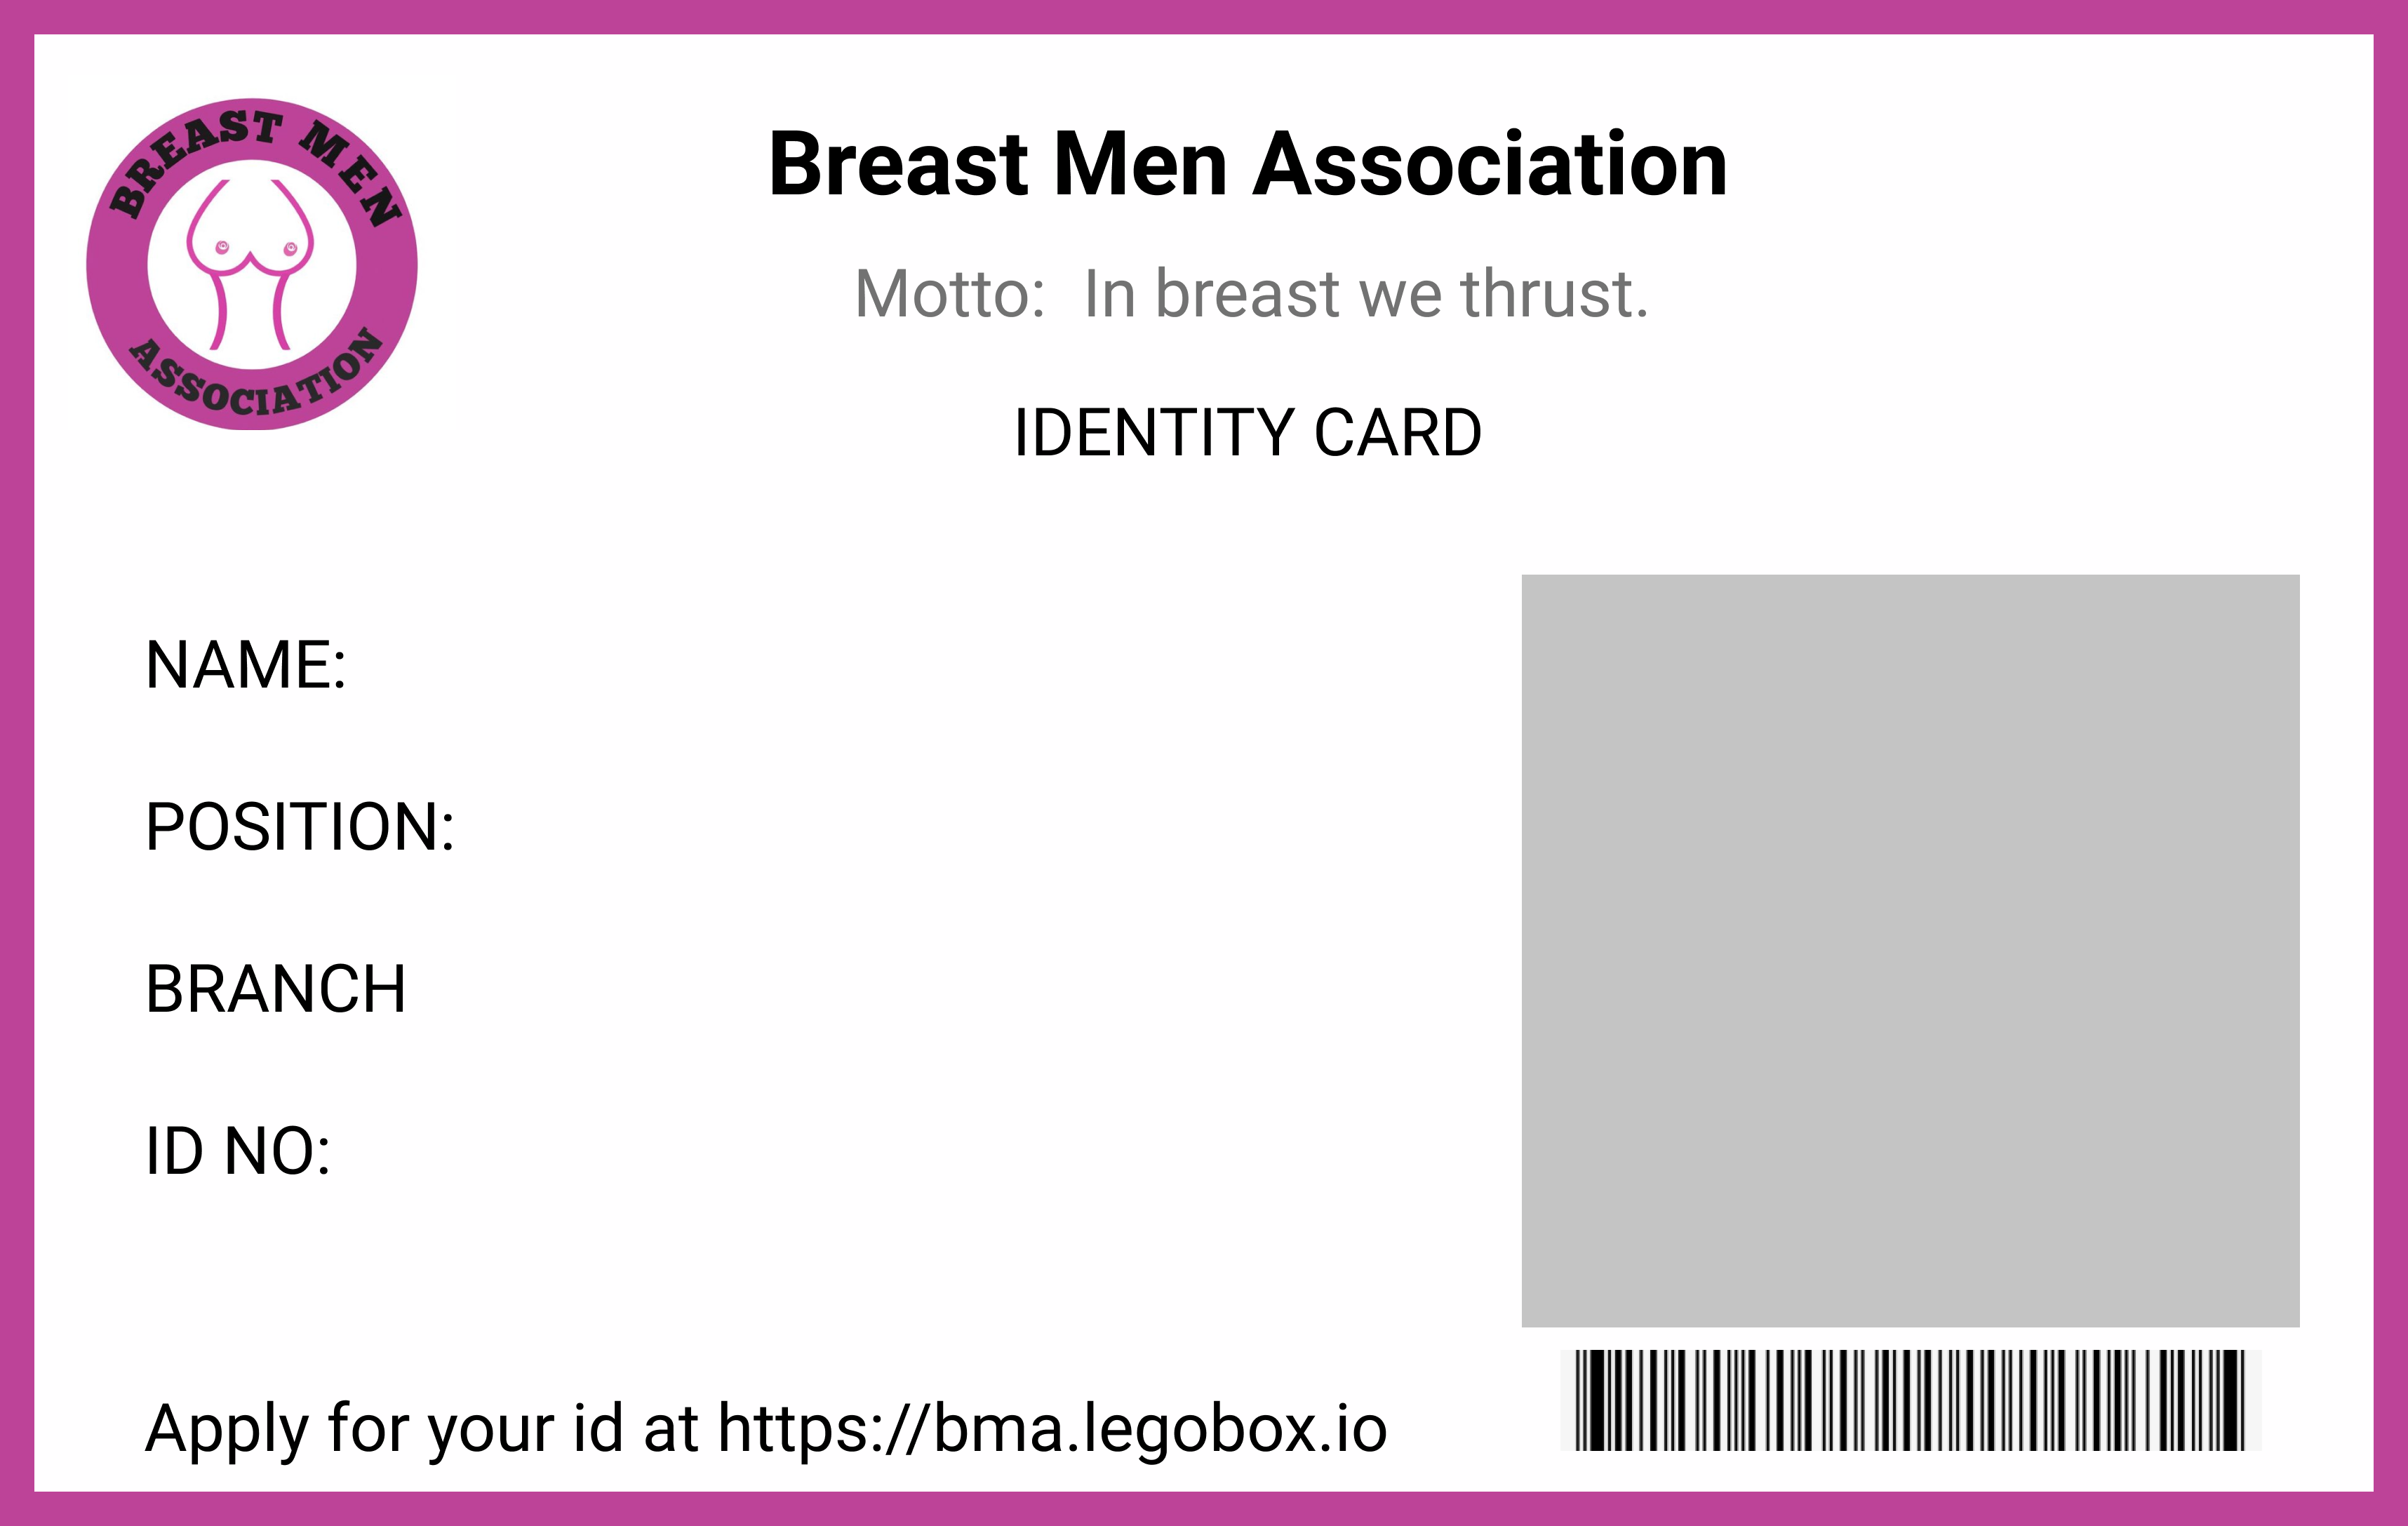 BREAST MEN
ASSOCIATION
Breast Men Association
Motto: In breast we thrust.
IDENTITY CARD
NAME:
POSITION:
BRANCH
ID NO:
Apply for your id at https://bma.legobox.io